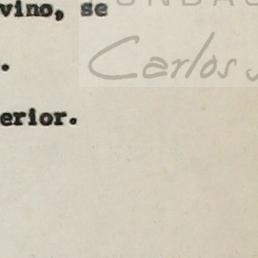 vino, se
Carlos
.
erior.